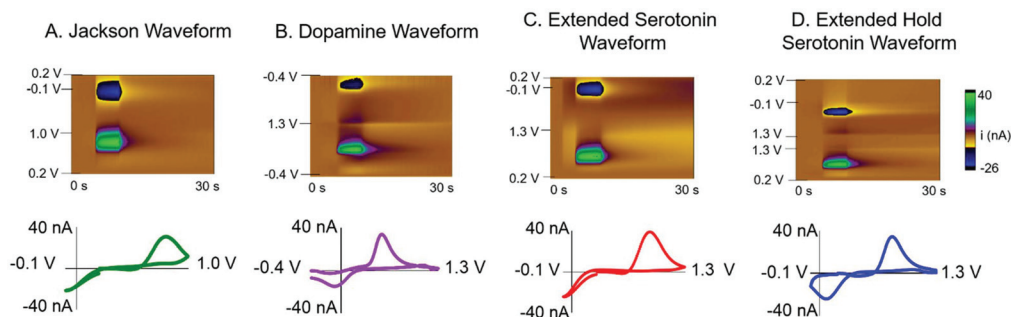 A. Jackson Waveform
0.2 V
-0.1 V
1.0 V
0.2 V
0 s
30 s
40 nA
-0.1 V
1.0 V
-40 nA
B. Dopamine Waveform
-0.4 V
1.3 V
-0.4 V
0 s
30 s
40 nA
-0.4 V
1.3 V
-40 nA
C. Extended Serotonin
Waveform
0.2 V
-0.1 V
1.3 V
0.2 V
0 s
30 s
40 nA
-0.1 V
1.3 V
-40 nA
D. Extended Hold
Serotonin Waveform
0.2 V
-0.1 V
1.3 V
1.3 V
0.2 V
0 s
30 s
40
i (nA)
-26
40 nA
-0.1 V
1.3 V
-40 nA